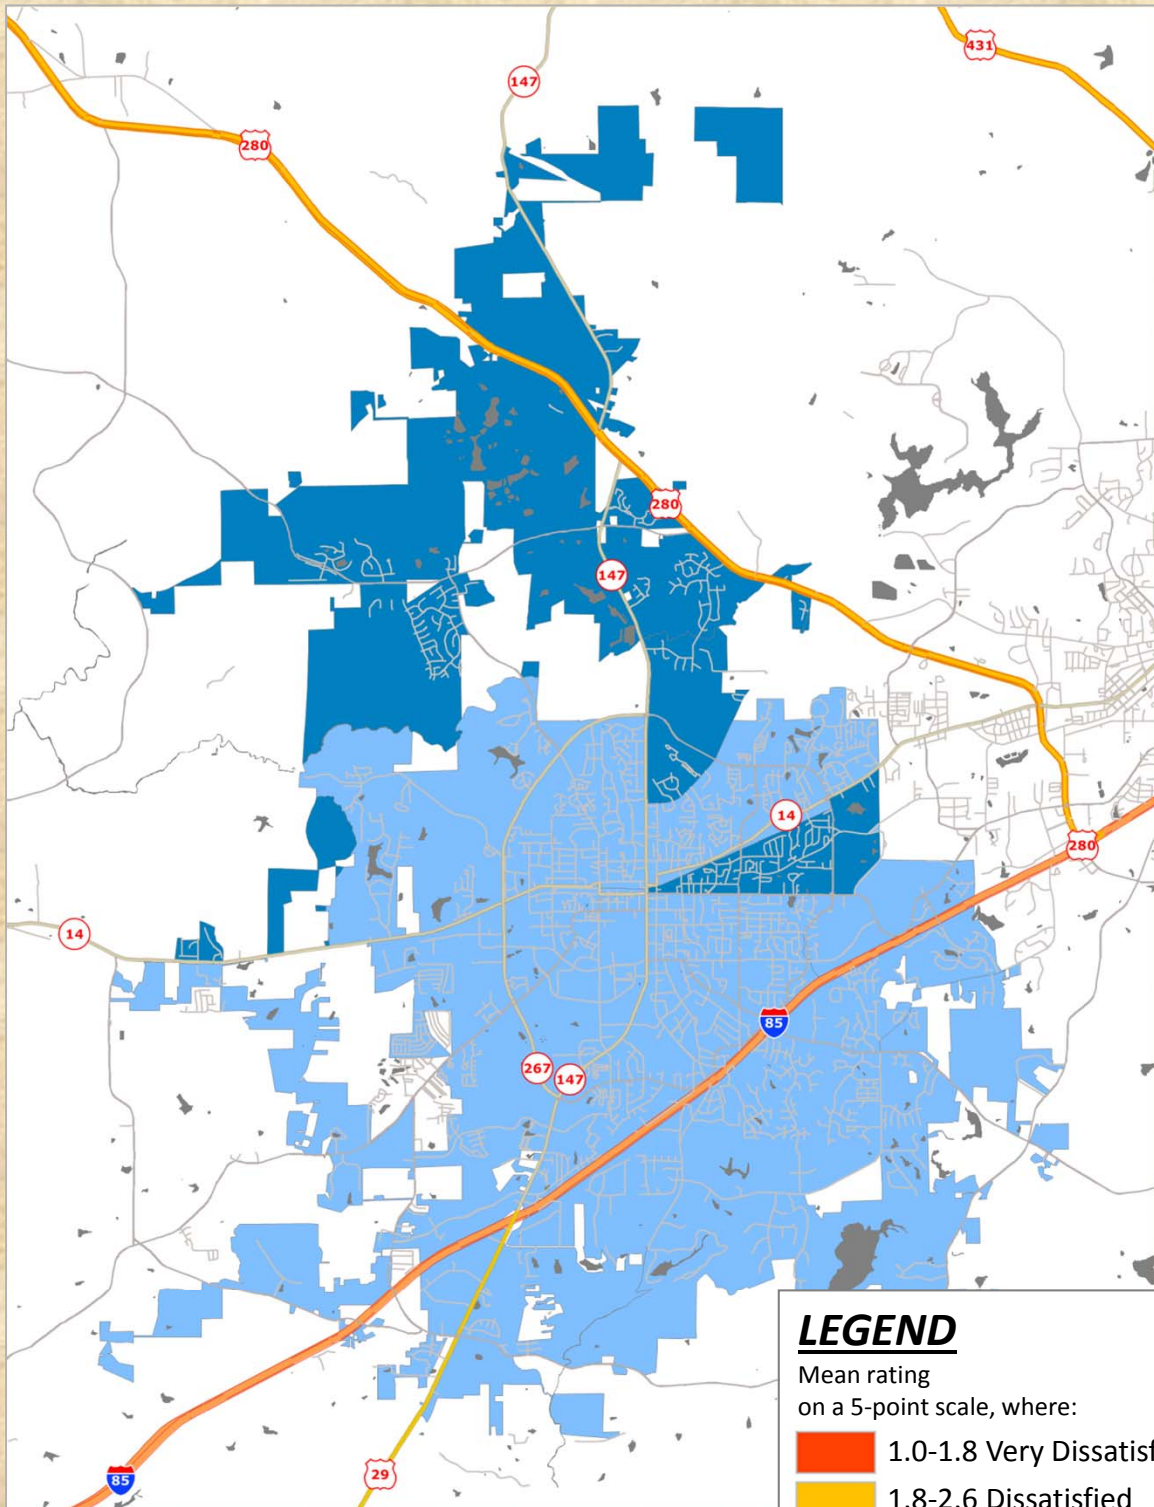 147
431
280
280
147
14
14
280
85
267
147
29
85
LEGEND
Mean rating
on a 5-point scale, where:
1.0-1.8 Very Dissatisf
1.8-2.6 Dissatisfied